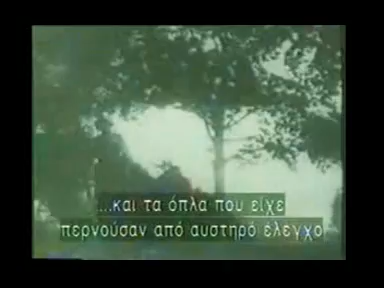 ...και τα όπλα που είχε
περνούσαν από αυστηρό έλεγχο